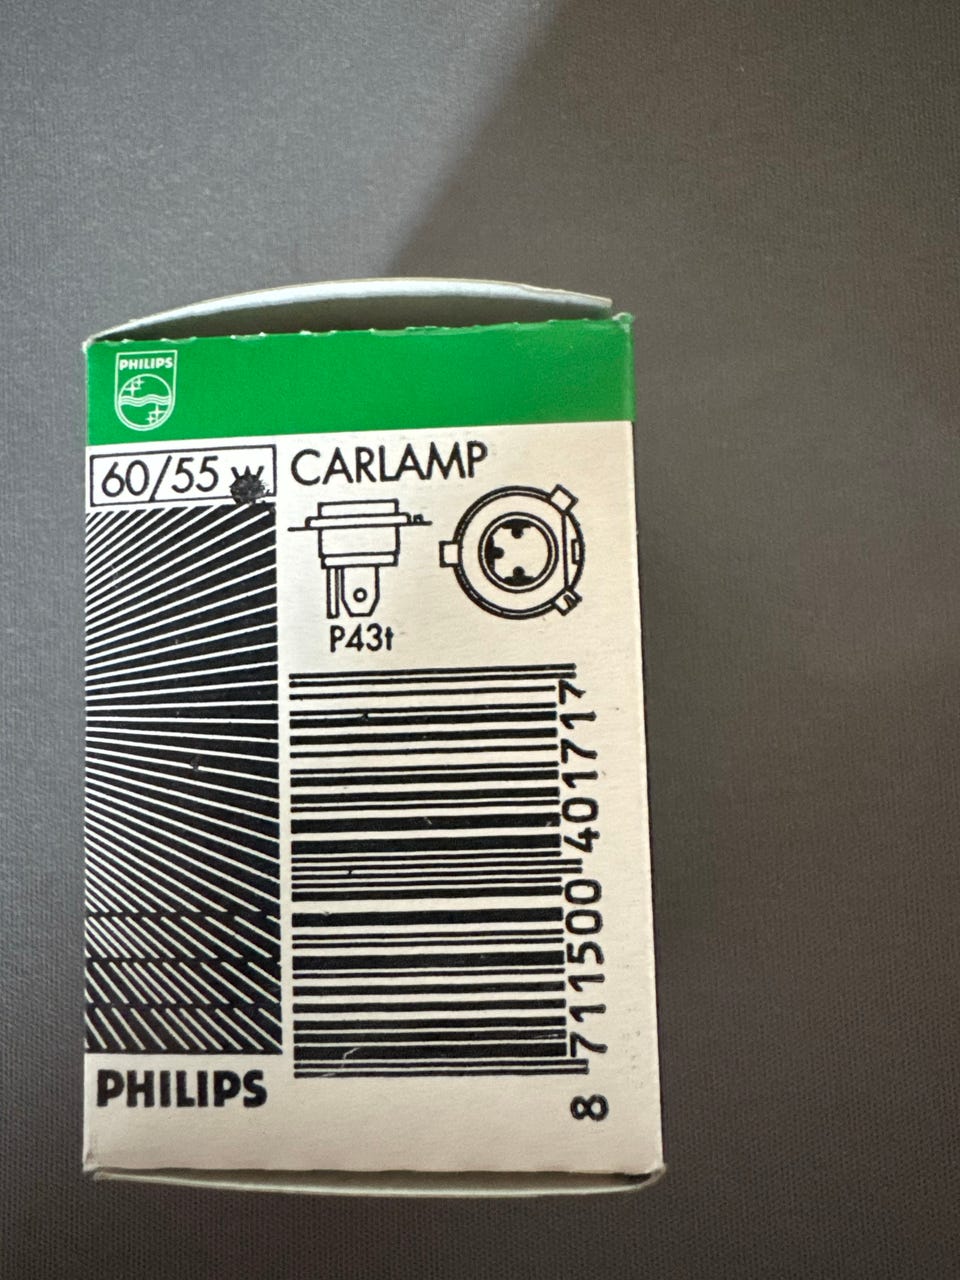 PHILIPS
60/55 W
CARLAMP
P43t
8 711500 401717
PHILIPS